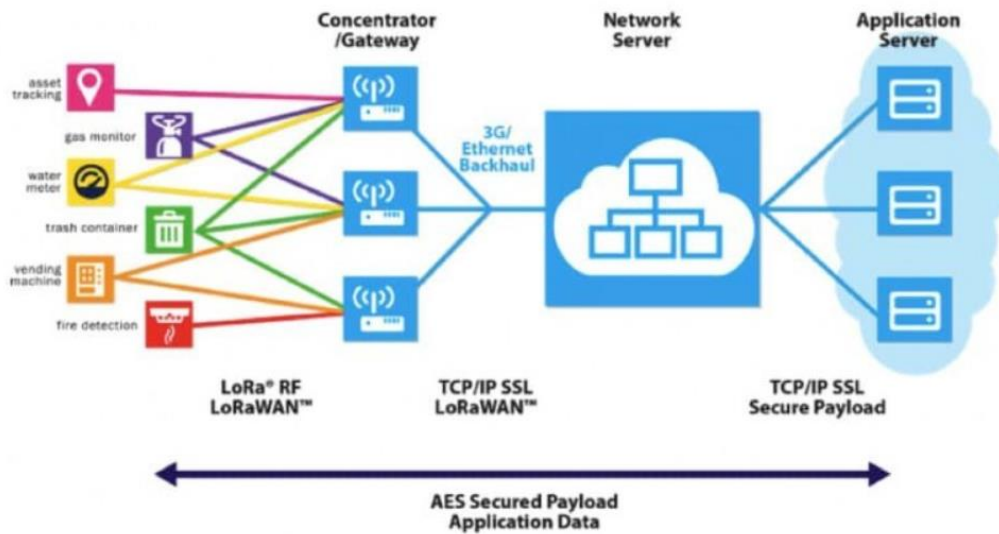 Concentrator
/Gateway
Network
Server
Application
Server
asset
tracking
gas monitor
water
meter
trash container
vending
machine
fire detection
3G/
Ethernet
Backhaul
LoRa® RF
LoRaWAN™
TCP/IP SSL
LoRaWAN™
TCP/IP SSL
Secure Payload
AES Secured Payload
Application Data